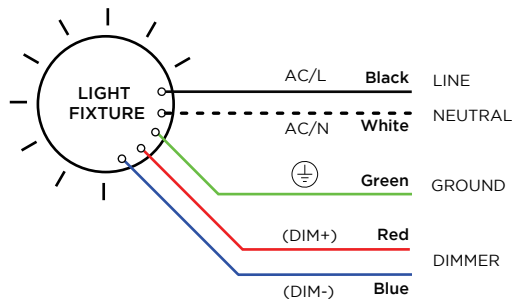 LIGHT
FIXTURE
AC/L Black LINE
AC/N White NEUTRAL
Green GROUND
(DIM+) Red
DIMMER
(DIM-) Blue